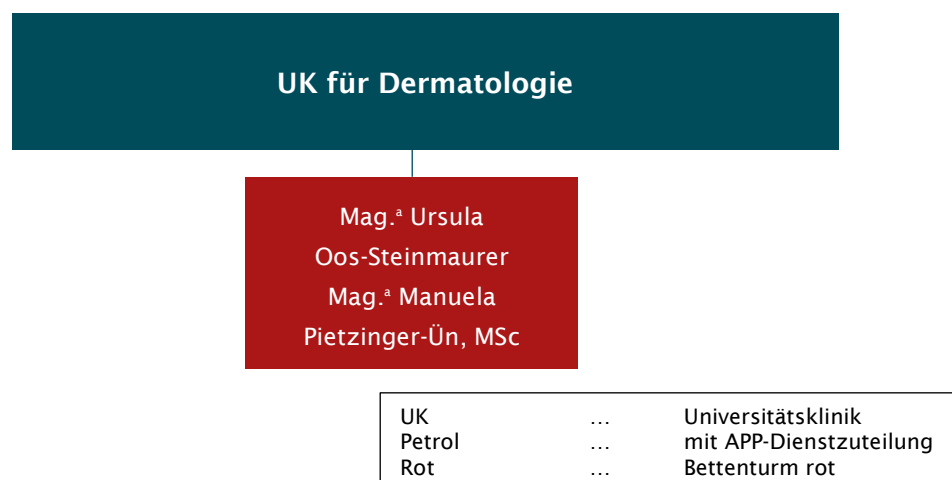 UK für Dermatologie
Mag.ª Ursula
Oos-Steinmaurer
Mag.ª Manuela
Pietzinger-Ün, MSc
UK … Universitätsklinik
Petrol … mit APP-Dienstzuteilung
Rot … Bettenturm rot